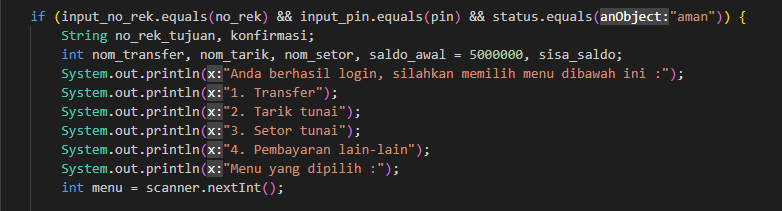 if (input_no_rek.equals(no_rek) && input_pin.equals(pin) && status.equals(anObject:"aman")) {
String no_rek_tujuan, konfirmasi;
int nom_transfer, nom_tarik, nom_setor, saldo_awal = 5000000, sisa_saldo;
System.out.println(x:"Anda berhasil login, silahkan memilih menu dibawah ini :");
System.out.println(x:"1. Transfer");
System.out.println(x:"2. Tarik tunai");
System.out.println(x:"3. Setor tunai");
System.out.println(x:"4. Pembayaran lain-lain");
System.out.println(x:"Menu yang dipilih :");
int menu = scanner.nextInt();